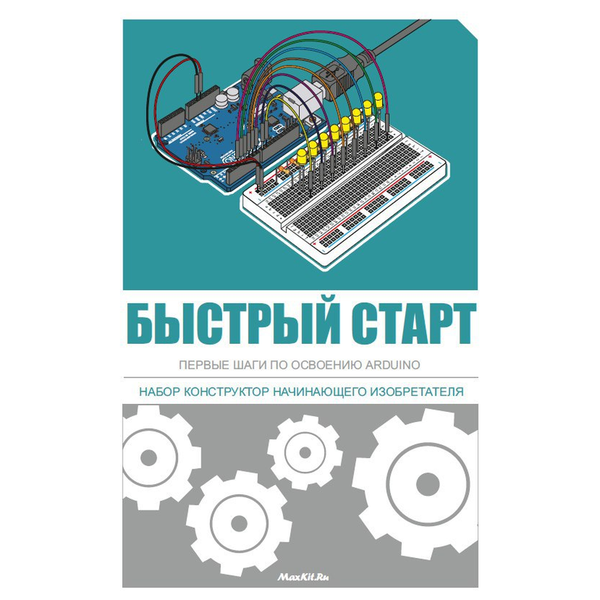 БЫСТРЫЙ СТАРТ
ПЕРВЫЕ ШАГИ ПО ОСВОЕНИЮ ARDUINO
НАБОР КОНСТРУКТОР НАЧИНАЮЩЕГО ИЗОБРЕТАТЕЛЯ
MaxKit.Ru